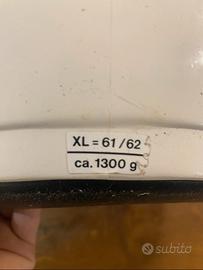 XL = 61/62
ca. 1300 g
subito